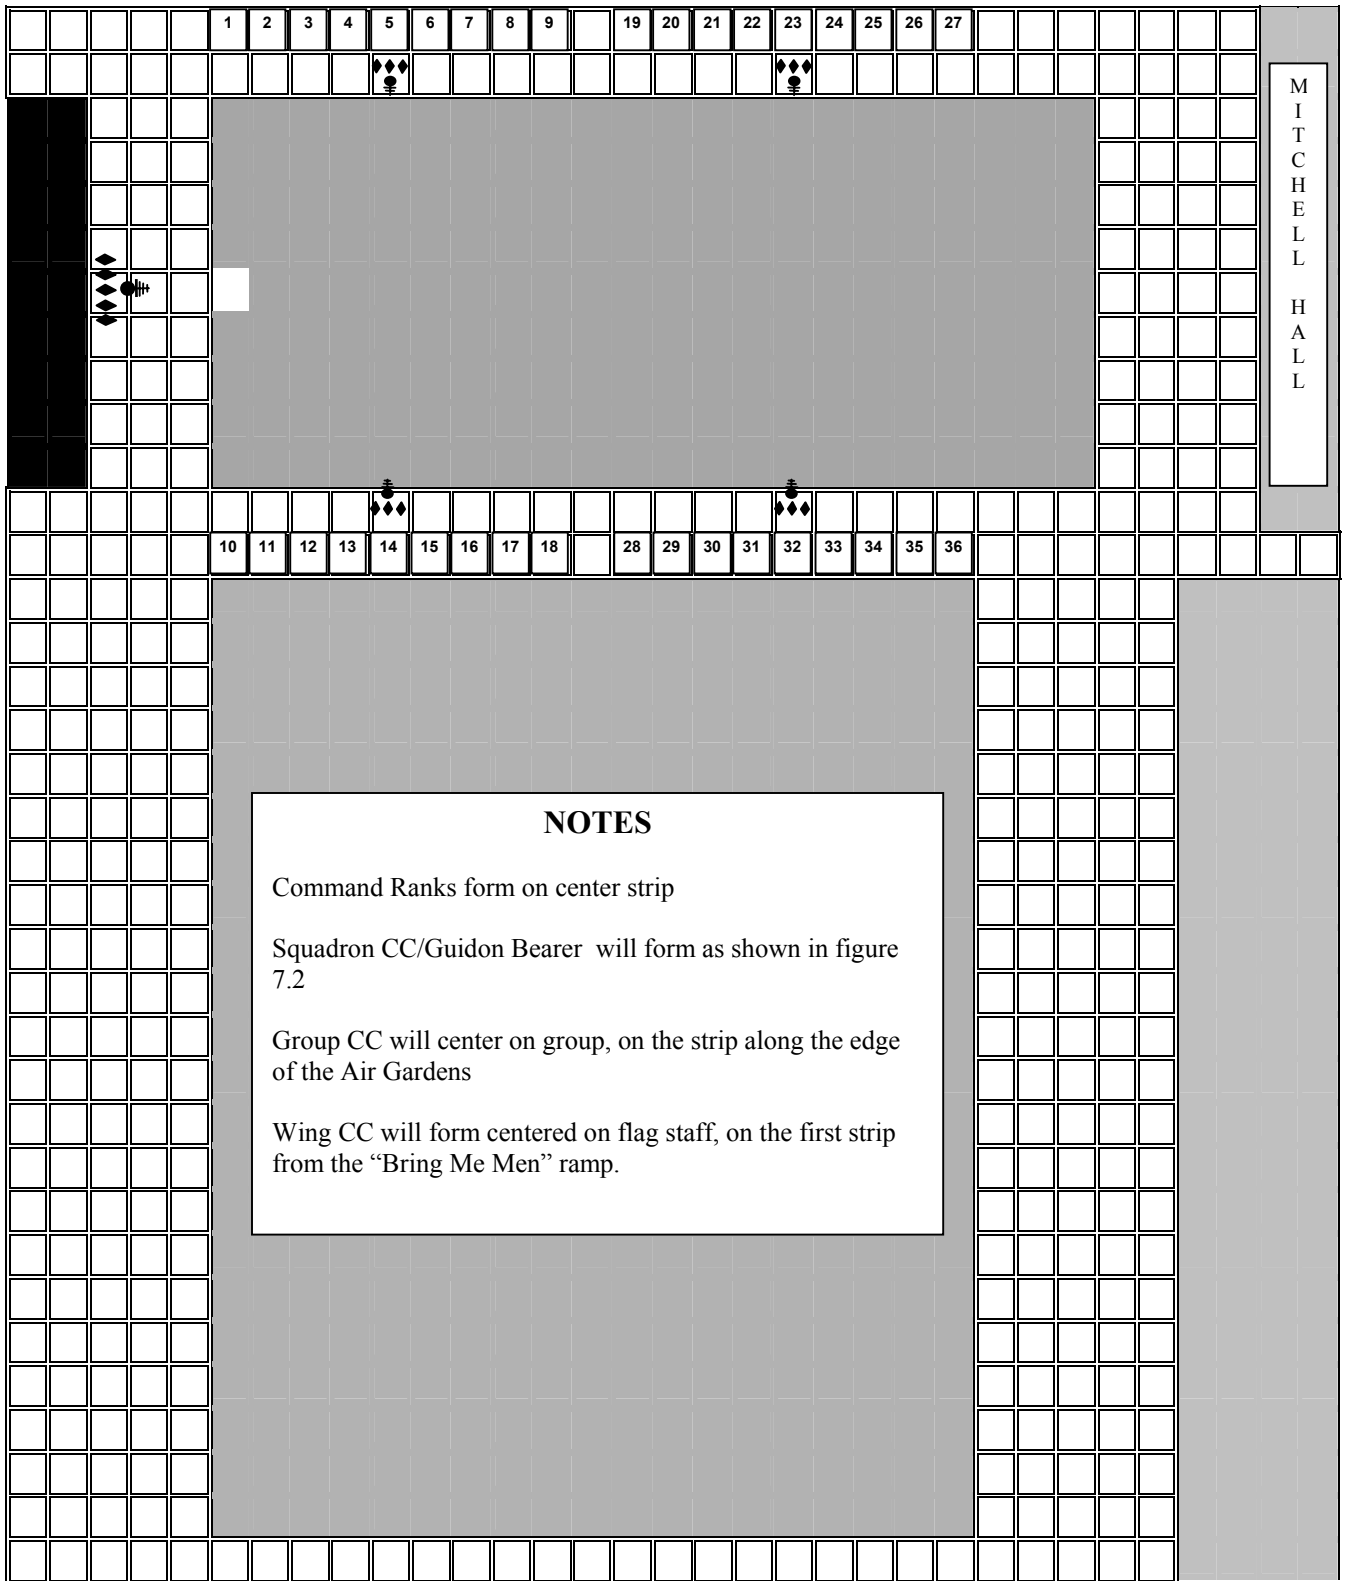 1 2 3 4 5 6 7 8 9 19 20 21 22 23 24 25 26 27
MITCHELL HALL
10 11 12 13 14 15 16 17 18 28 29 30 31 32 33 34 35 36
NOTES
Command Ranks form on center strip
Squadron CC/Guidon Bearer will form as shown in figure
7.2
Group CC will center on group, on the strip along the edge
of the Air Gardens
Wing CC will form centered on flag staff, on the first strip
from the “Bring Me Men” ramp.